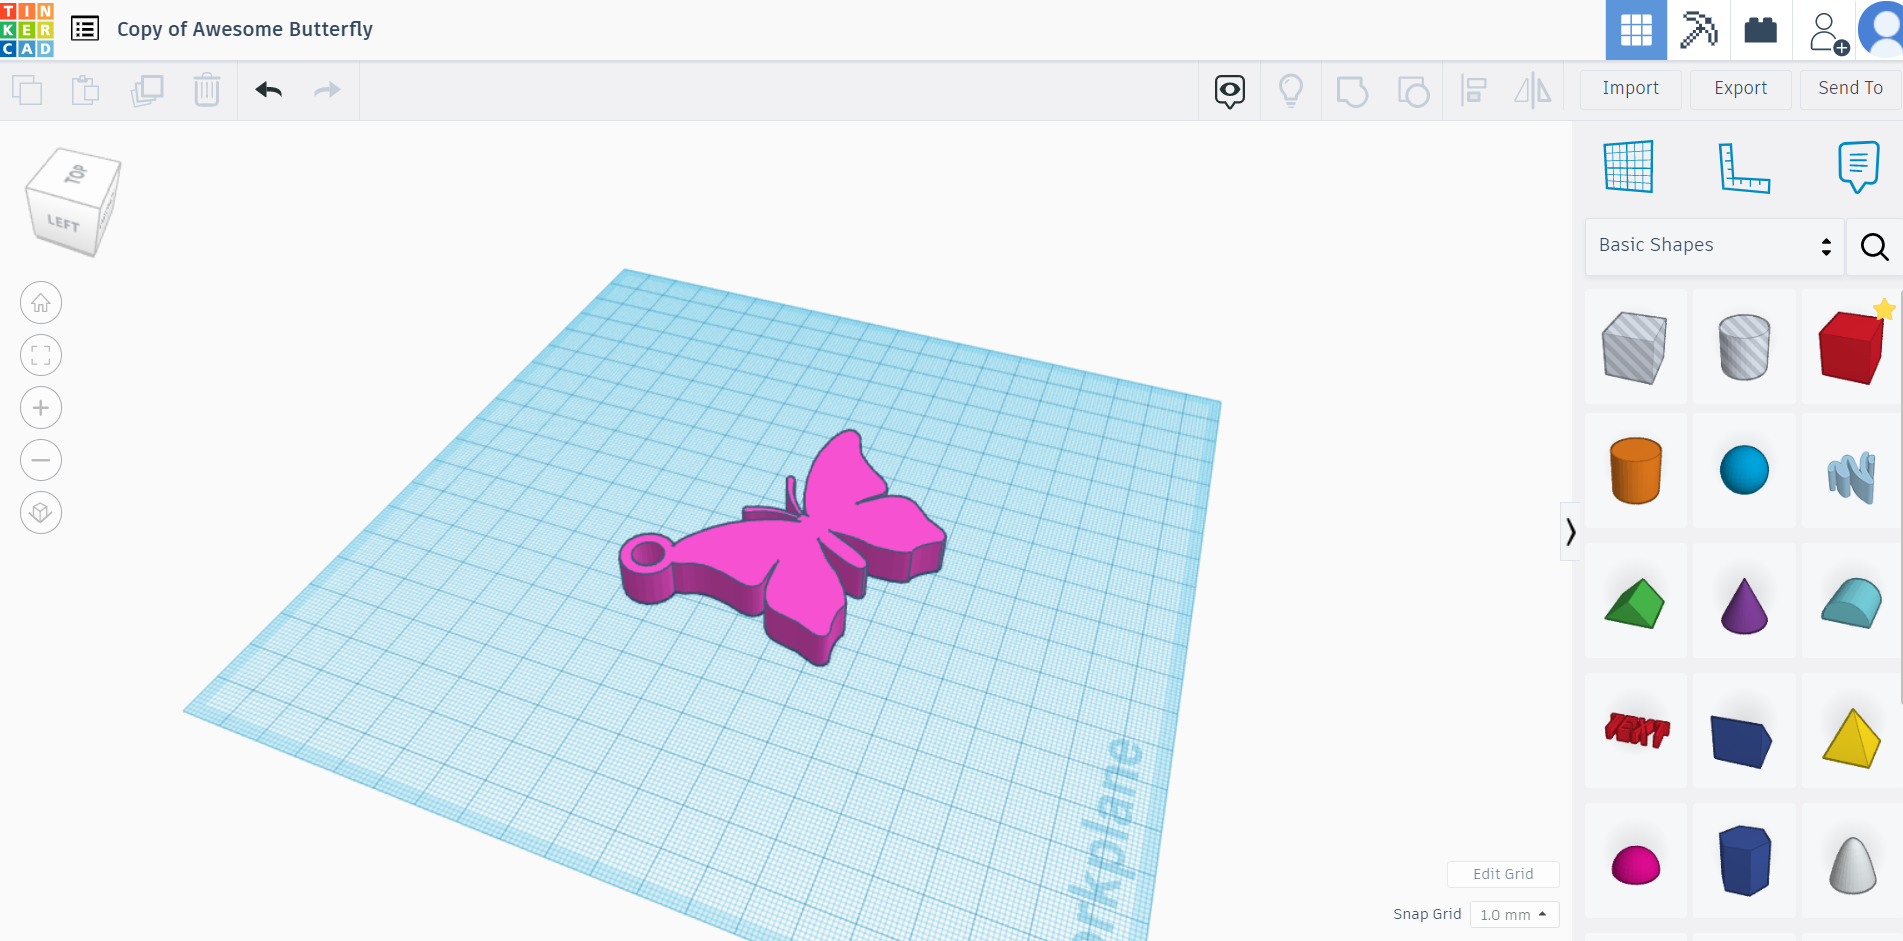 TIN
KER
CAD
Copy of Awesome Butterfly
Import
Export
Send To
TOP
LEFT
Basic Shapes
TEXT
orkplane
Edit Grid
Snap Grid
1.0 mm